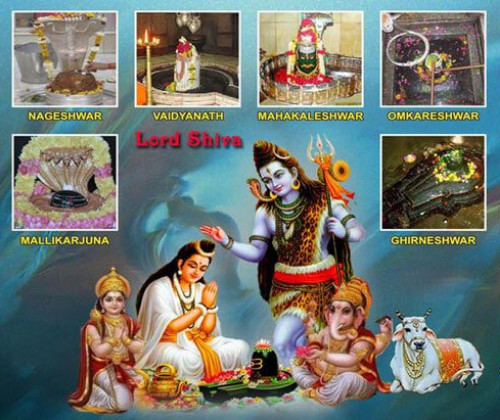 NAGESHWAR
VAIDYANATH
MAHAKALESHWAR
OMKARESHWAR
Lord Shiva
MALLIKARJUNA
GHIRNESHWAR